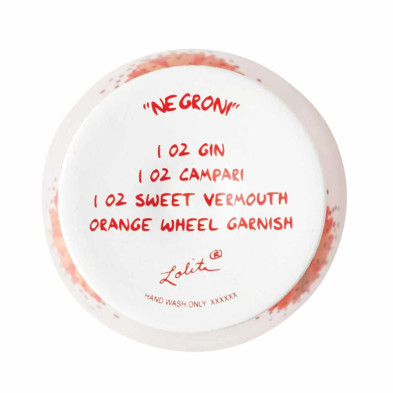 "NEGRONI"
1 OZ GIN
1 OZ CAMPARI
1 OZ SWEET VERMOUTH
ORANGE WHEEL GARNISH
Lolita®
HAND WASH ONLY XXXXXX